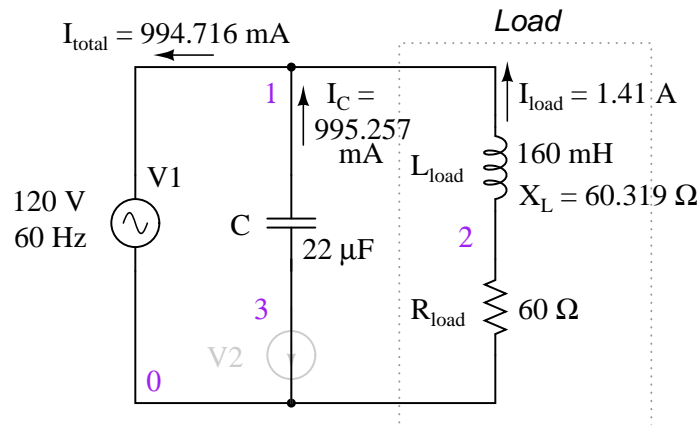 Load
I_total = 994.716 mA
1
I_C =
995.257
mA
I_load = 1.41 A
V1
120 V
60 Hz
C
22 μF
L_load
160 mH
X_L = 60.319 Ω
2
3
V2
R_load
60 Ω
0